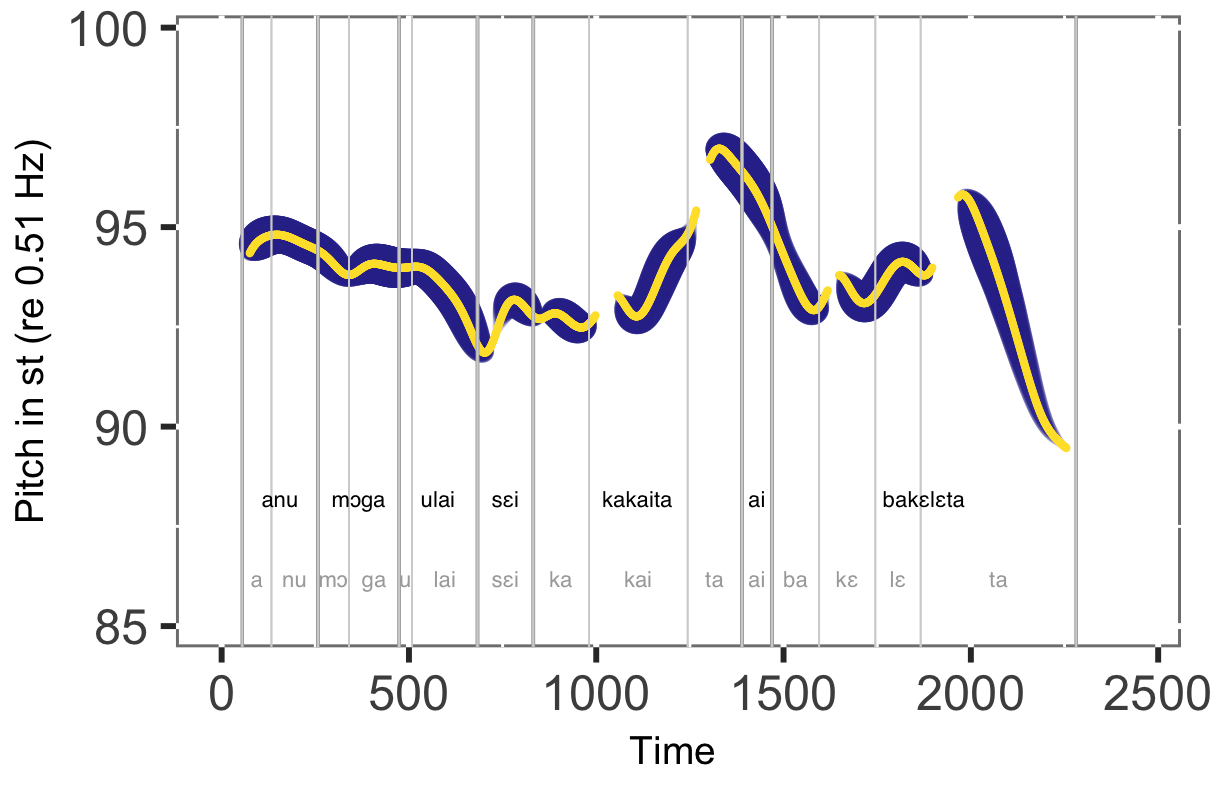 100
95
90
85
Pitch in st (re 0.51 Hz)
anu mɔga ulai sɛi kakaita ai bakɛlɛta
a nu mɔ ga u lai sɛi ka kai ta ai ba kɛ lɛ ta
0 500 1000 1500 2000 2500
Time